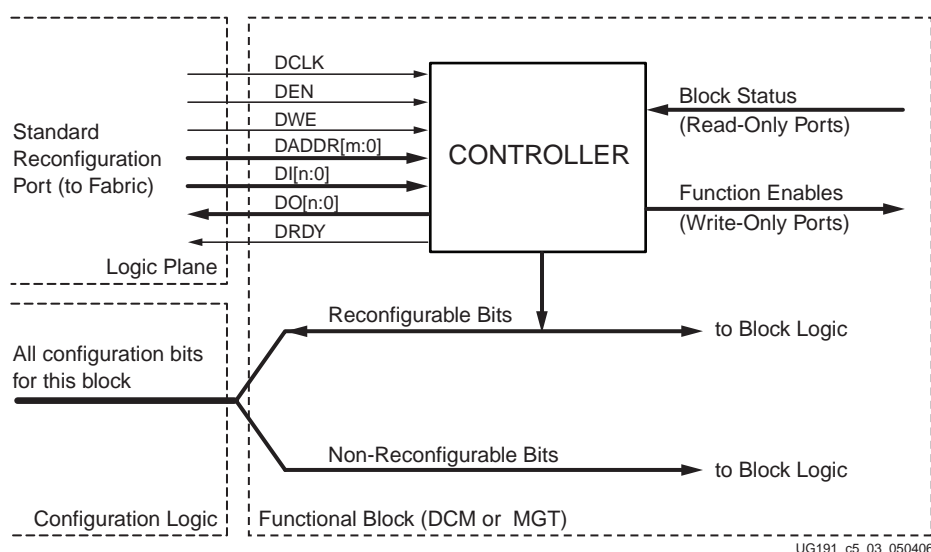 DCLK
DEN
DWE
DADDR[m:0]
DI[n:0]
DO[n:0]
DRDY
Standard
Reconfiguration
Port (to Fabric)
Logic Plane
CONTROLLER
Block Status
(Read-Only Ports)
Function Enables
(Write-Only Ports)
Reconfigurable Bits
to Block Logic
All configuration bits
for this block
Non-Reconfigurable Bits
to Block Logic
Configuration Logic
Functional Block (DCM or MGT)
UG191_c5_03_050406